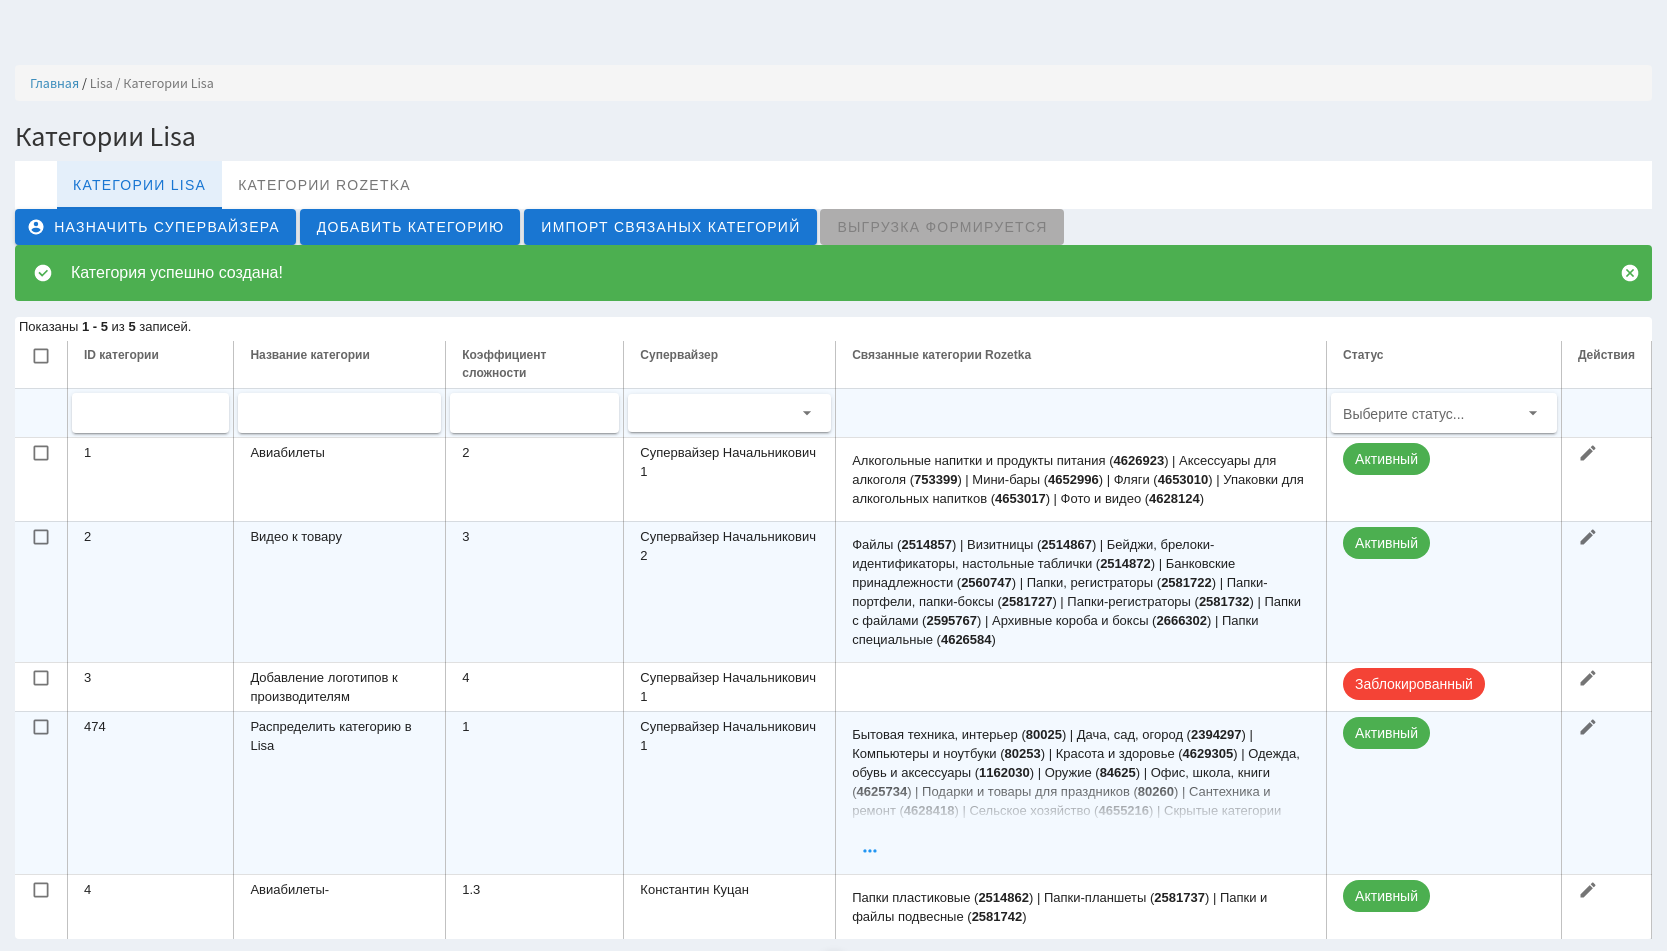 Главная / Lisa / Категории Lisa
Категории Lisa
КАТЕГОРИИ LISA КАТЕГОРИИ ROZETKA
НАЗНАЧИТЬ СУПЕРВАЙЗЕРА ДОБАВИТЬ КАТЕГОРИЮ ИМПОРТ СВЯЗАНЫХ КАТЕГОРИЙ ВЫГРУЗКА ФОРМИРУЕТСЯ
Категория успешно создана!
Показаны 1 - 5 из 5 записей.
ID категории
Название категории
Коэффициент
сложности
Супервайзер
Связанные категории Rozetka
Статус
Действия
Выберите статус...
1
Авиабилеты
2
Супервайзер Начальникович
1
Алкогольные напитки и продукты питания (4626923) | Аксессуары для
алкоголя (753399) | Мини-бары (4652996) | Фляги (4653010) | Упаковки для
алкогольных напитков (4653017) | Фото и видео (4628124)
Активный
2
Видео к товару
3
Супервайзер Начальникович
2
Файлы (2514857) | Визитницы (2514867) | Бейджи, брелоки-
идентификаторы, настольные таблички (2514872) | Банковские
принадлежности (2560747) | Папки, регистраторы (2581722) | Папки-
портфели, папки-боксы (2581727) | Папки-регистраторы (2581732) | Папки
с файлами (2595767) | Архивные короба и боксы (2666302) | Папки
специальные (4626584)
Активный
3
Добавление логотипов к
производителям
4
Супервайзер Начальникович
1
Заблокированный
474
Распределить категорию в
Lisa
1
Супервайзер Начальникович
1
Бытовая техника, интерьер (80025) | Дача, сад, огород (2394297) |
Компьютеры и ноутбуки (80253) | Красота и здоровье (4629305) | Одежда,
обувь и аксессуары (1162030) | Оружие (84625) | Офис, школа, книги
(4625734) | Подарки и товары для праздников (80260) | Сантехника и
ремонт (4628418) | Сельское хозяйство (4655216) | Скрытые категории
...
Активный
4
Авиабилеты-
1.3
Константин Куцан
Папки пластиковые (2514862) | Папки-планшеты (2581737) | Папки и
файлы подвесные (2581742)
Активный